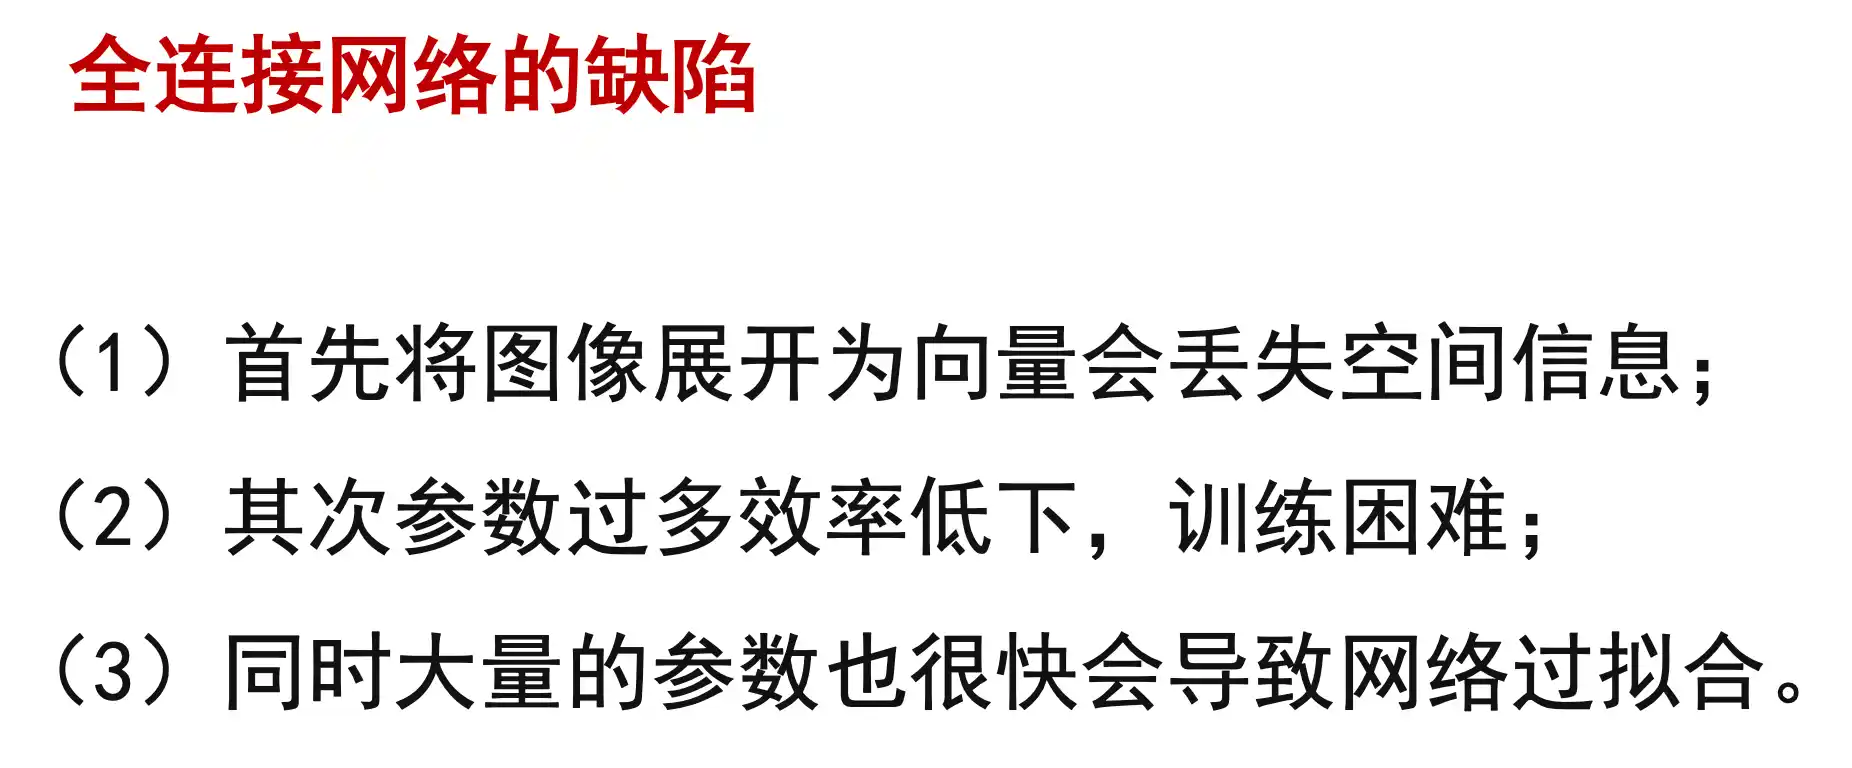 全连接网络的缺陷
（1）首先将图像展开为向量会丢失空间信息；
（2）其次参数过多效率低下，训练困难；
（3）同时大量的参数也很快会导致网络过拟合。